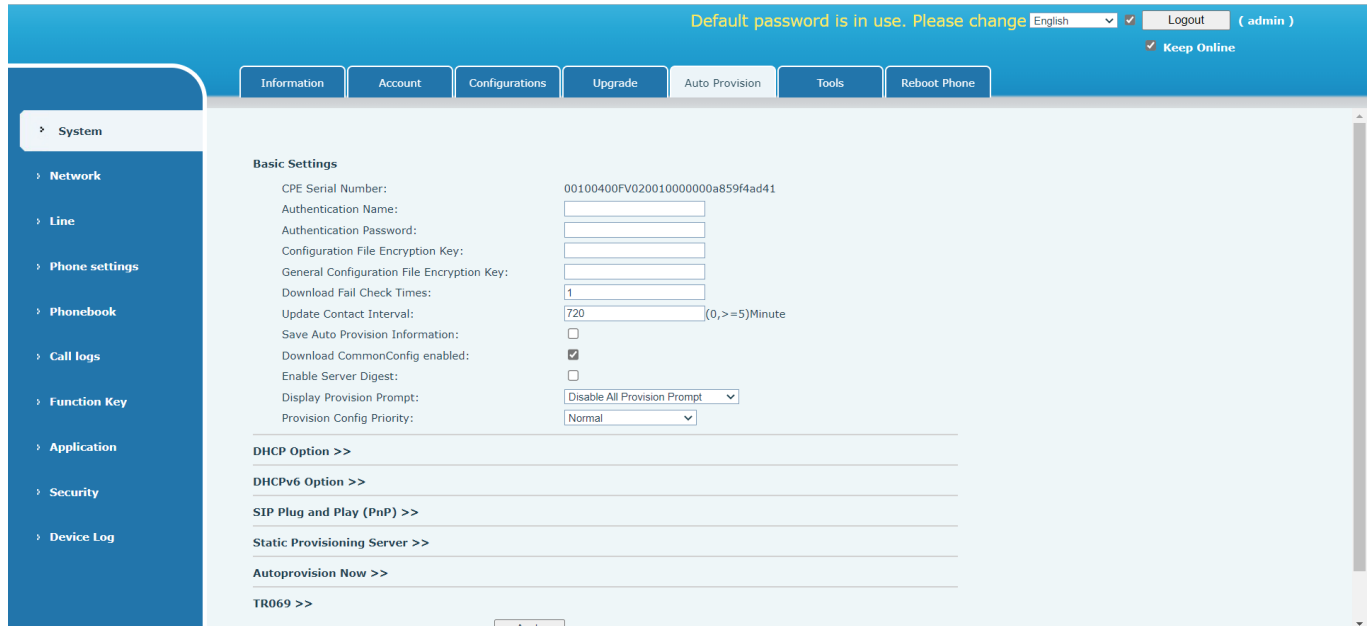 Default password is in use. Please change English Logout ( admin )
Keep Online
Information Account Configurations Upgrade Auto Provision Tools Reboot Phone
› System
› Network
› Line
› Phone settings
› Phonebook
› Call logs
› Function Key
› Application
› Security
› Device Log
Basic Settings
CPE Serial Number: 00100400FV020010000000a859f4ad41
Authentication Name:
Authentication Password:
Configuration File Encryption Key:
General Configuration File Encryption Key:
Download Fail Check Times: 1
Update Contact Interval: 720 (0,>=5)Minute
Save Auto Provision Information:
Download CommonConfig enabled:
Enable Server Digest:
Display Provision Prompt: Disable All Provision Prompt
Provision Config Priority: Normal
DHCP Option >>
DHCPv6 Option >>
SIP Plug and Play (PnP) >>
Static Provisioning Server >>
Autoprovision Now >>
TR069 >>